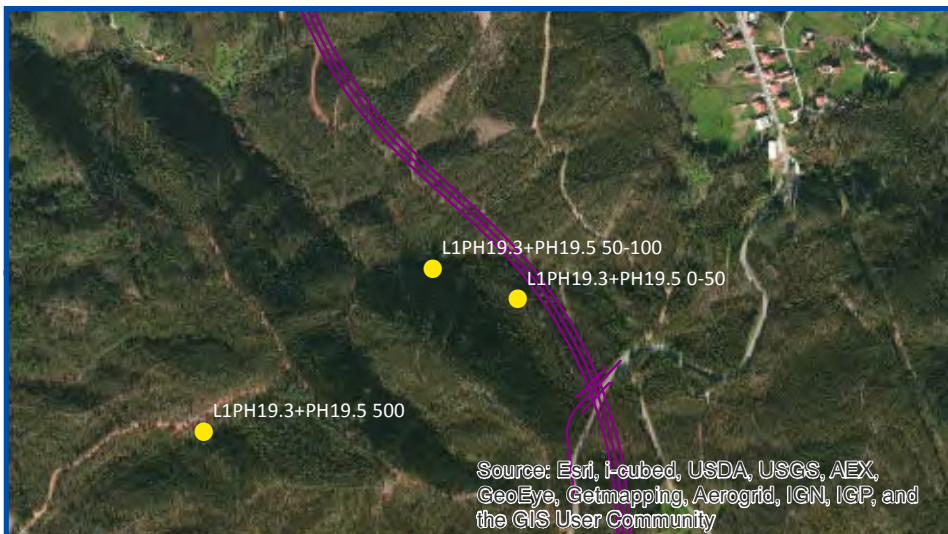 L1PH19.3+PH19.5 50-100
L1PH19.3+PH19.5 0-50
L1PH19.3+PH19.5 500
Source: Esri, i-cubed, USDA, USGS, AEX,
GeoEye, Getmapping, Aerogrid, IGN, IGP, and
the GIS User Community